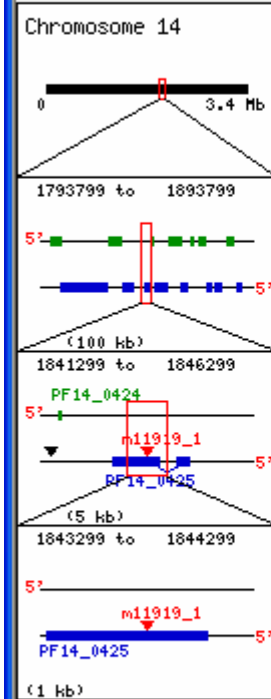 Chromosome 14
0 3.4 Mb
1793799 to 1893799
5'
5'
(100 kb)
1841299 to 1846299
PF14_0424
5'
m11919_1
5'
PF14_0425
(5 kb)
1843299 to 1844299
5'
m11919_1
5'
PF14_0425
(1 kb)